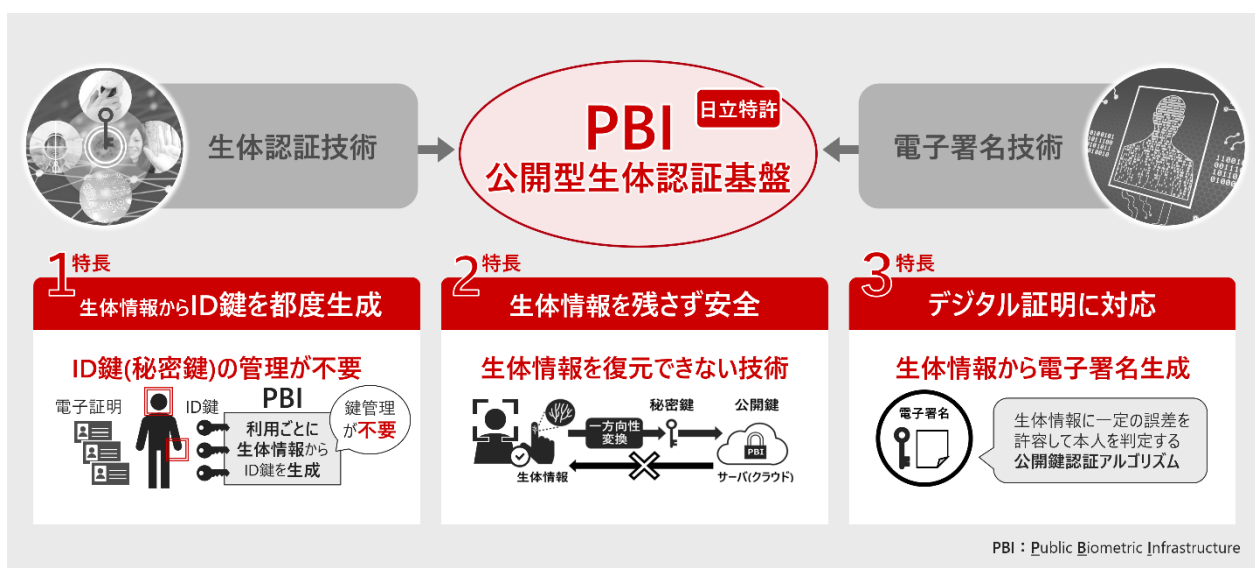 生体認証技術
PBI
日立特許
公開型生体認証基盤
電子署名技術
1特長
生体情報からID鍵を都度生成
ID鍵(秘密鍵)の管理が不要
電子証明
ID鍵
PBI
利用ごとに
生体情報から
ID鍵を生成
鍵管理
が不要
2特長
生体情報を残さず安全
生体情報を復元できない技術
生体情報
一方向性
変換
秘密鍵
公開鍵
PBI
サーバ(クラウド)
3特長
デジタル証明に対応
生体情報から電子署名生成
電子署名
生体情報に一定の誤差を
許容して本人を判定する
公開鍵認証アルゴリズム
PBI：Public Biometric Infrastructure